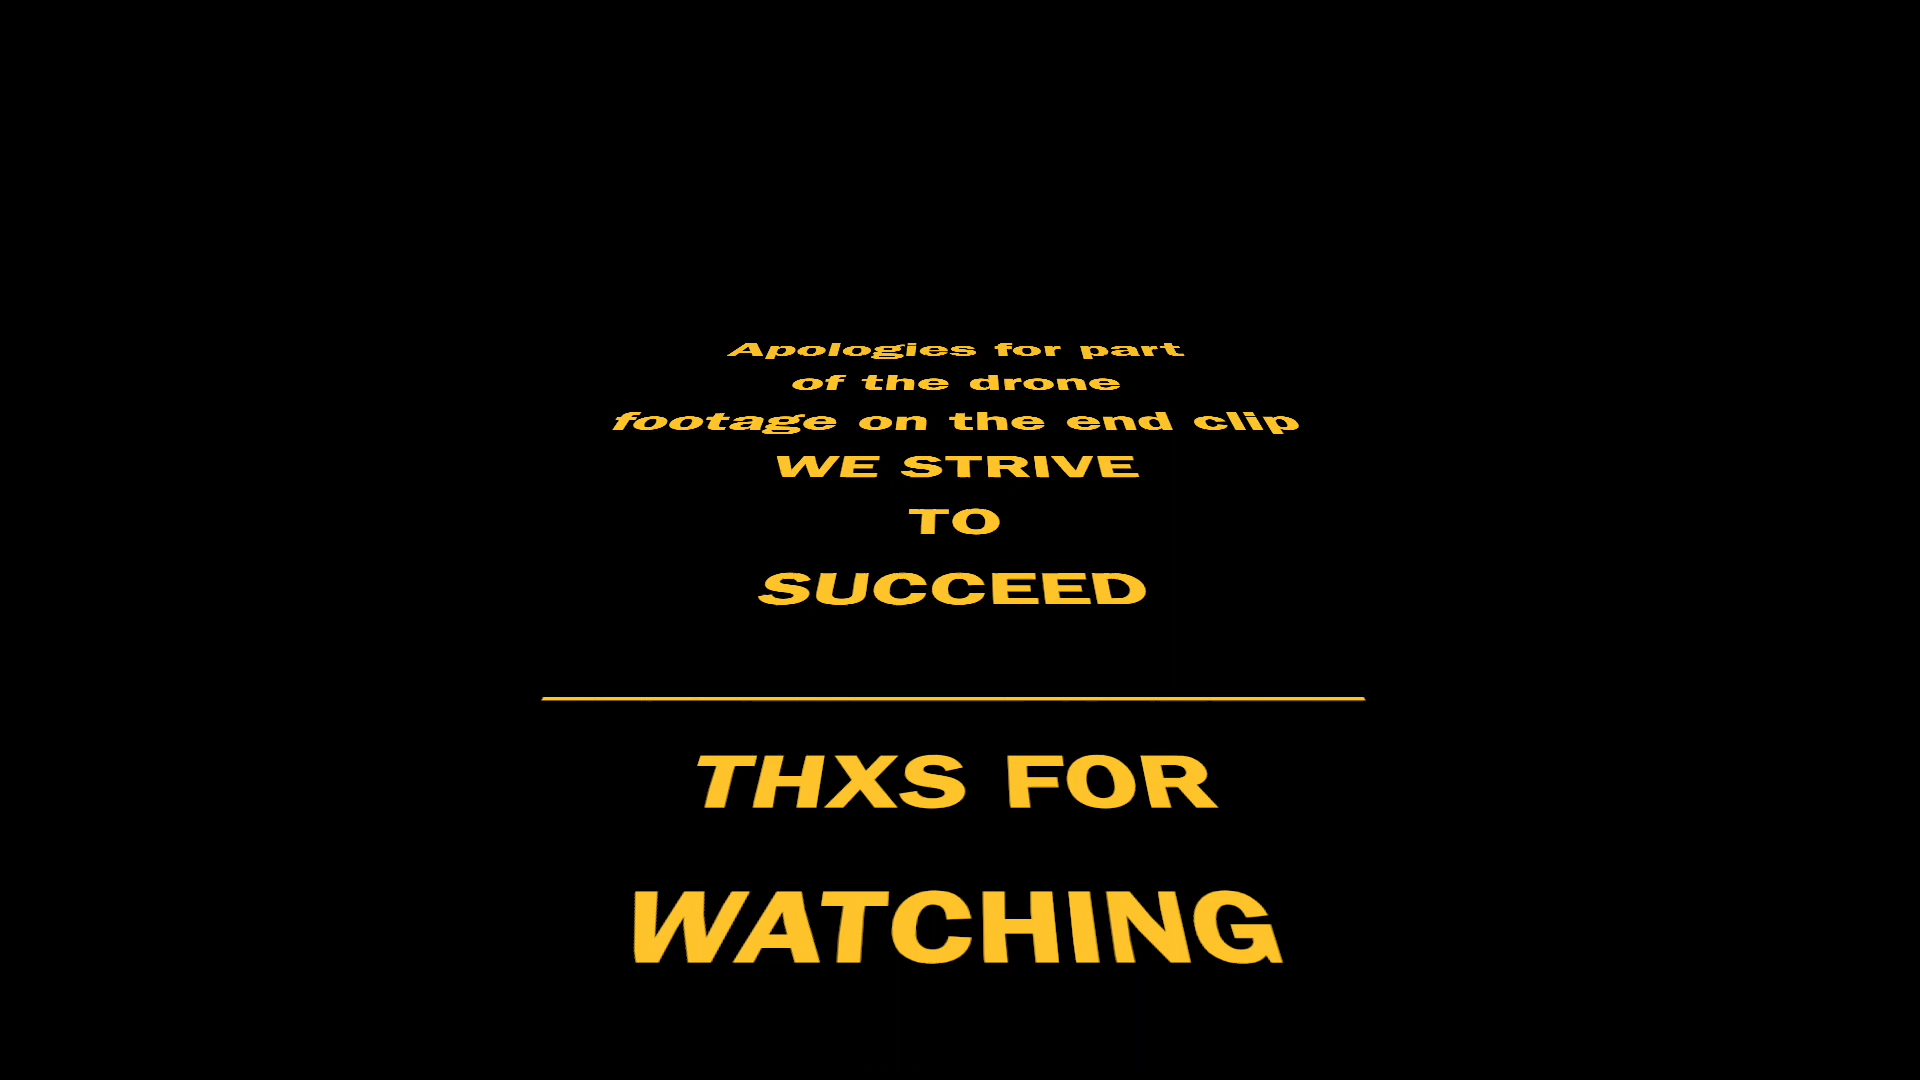 Apologies for part
of the drone
footage on the end clip
WE STRIVE
TO
SUCCEED
THXS FOR
WATCHING